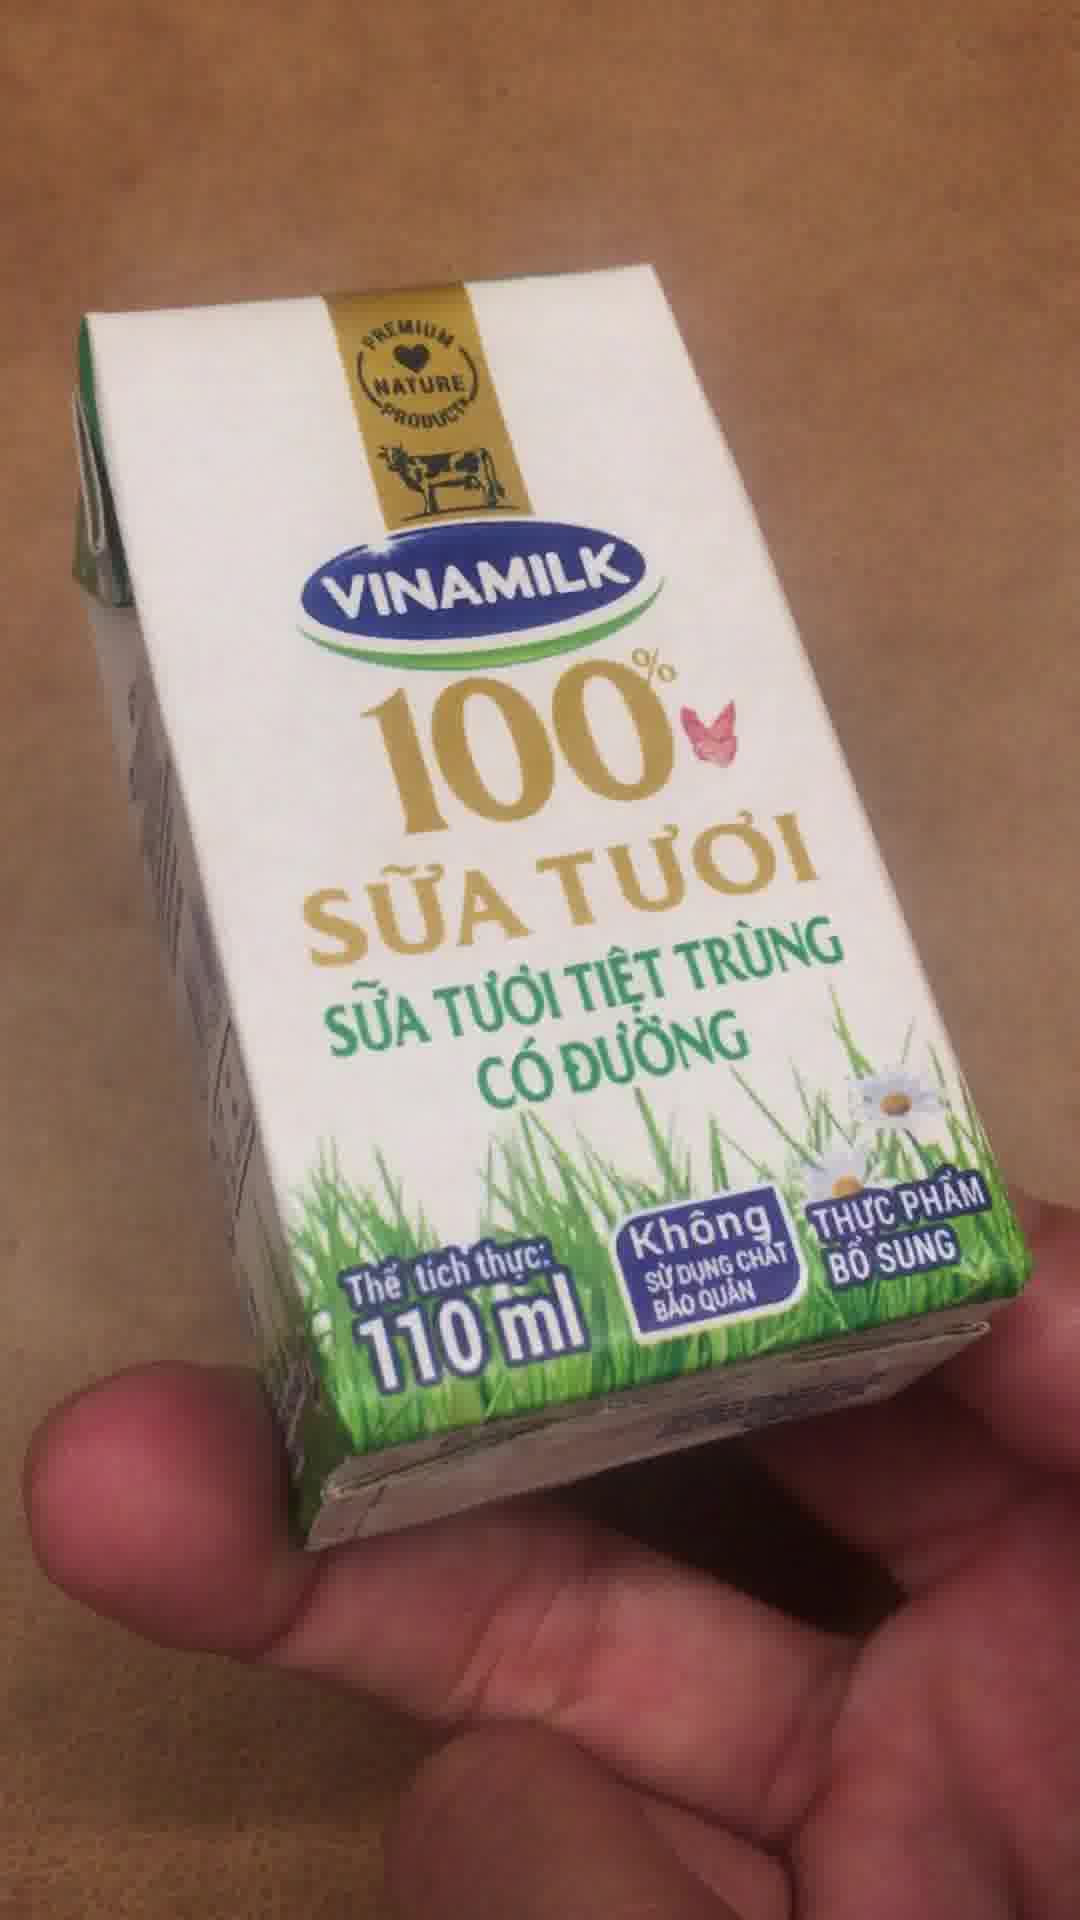 PREMIUM
NATURE
PRODUCT
VINAMILK
100%
SỮA TƯƠI
SỮA TƯƠI TIỆT TRÙNG
CÓ ĐƯỜNG
Thể tích thực:
110 ml
Không
SỬ DỤNG CHẤT
BẢO QUẢN
THỰC PHẨM
BỔ SUNG